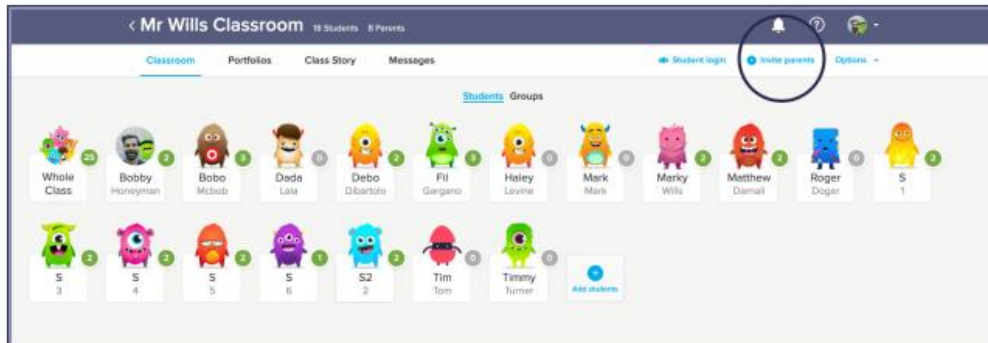 < Mr Wills Classroom 18 Students 8 Parents
Classroom Portfolios Class Story Messages Student login Invite parents Options
Students Groups
25 2 3 0 2 3 0 0 2 2 0 2
Whole Class Bobby Bobo Dada Debo Fil Haley Mark Marky Matthew Roger S
Honeyman Mcbob Lala Dibartolo Gargano Levine Mark Wills Darnall Doger 1
2 2 2 1 2 0 0
S S S S S2 Tim Timmy
3 4 5 6 2 Tom Turner Add students